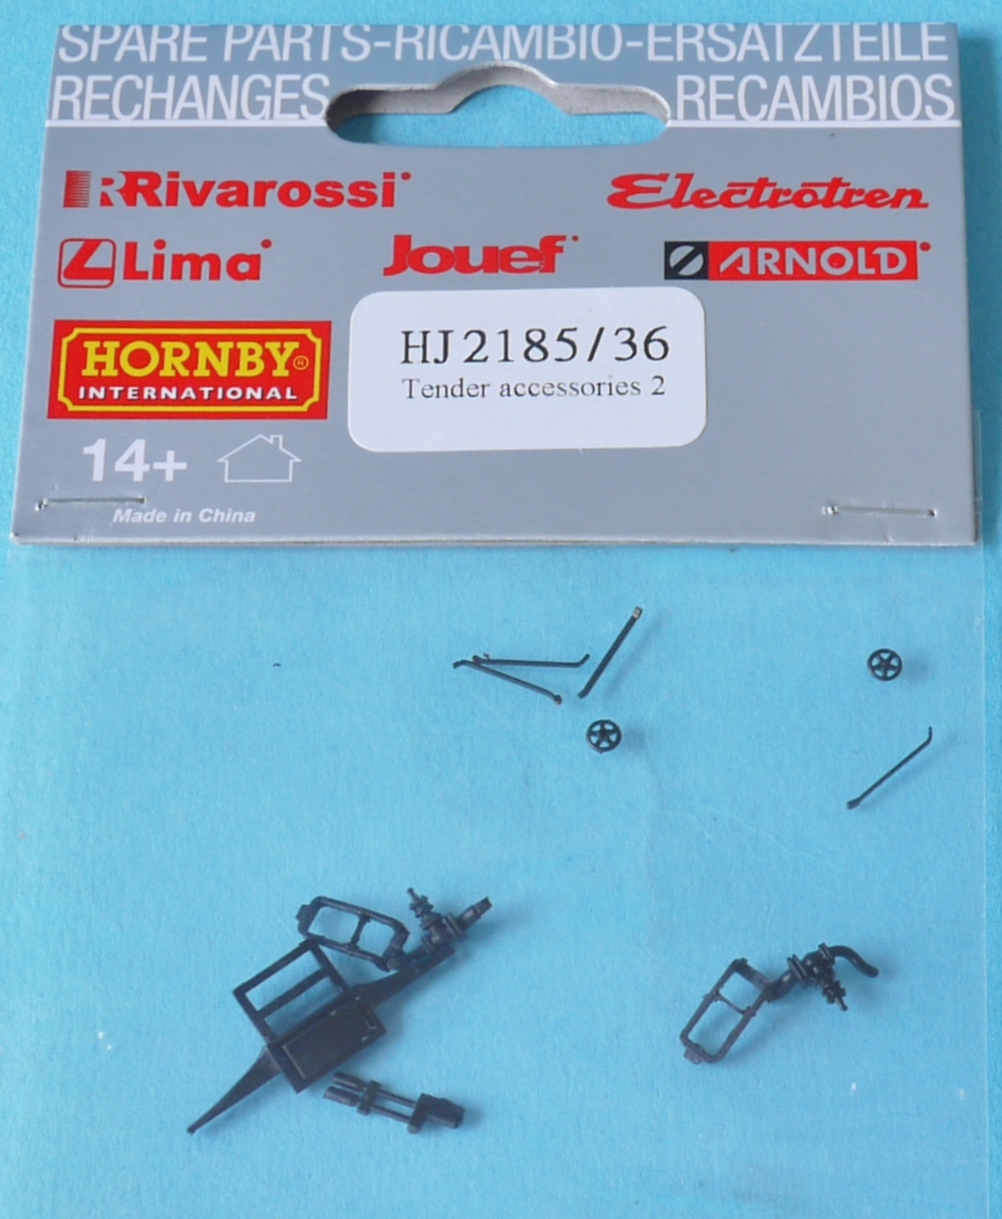 SPARE PARTS-RICAMBIO-ERSATZTEILE
RECHANGES RECAMBIOS
Rivarossi Electrotren
Lima Jouef ARNOLD
HORNBY®
INTERNATIONAL
HJ2185/36
Tender accessories 2
14+
Made in China